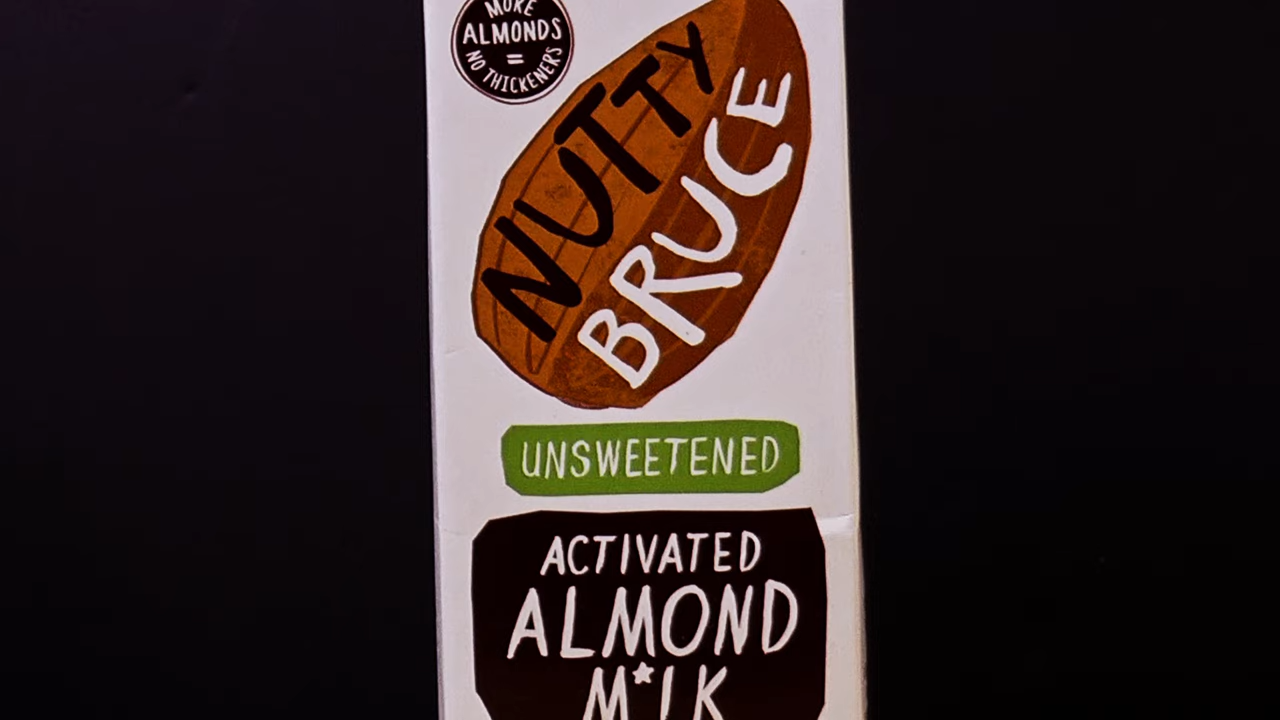 MORE
ALMONDS
=
NO THICKENERS
NUTTY
BRUCE
UNSWEETENED
ACTIVATED
ALMOND
M*LK